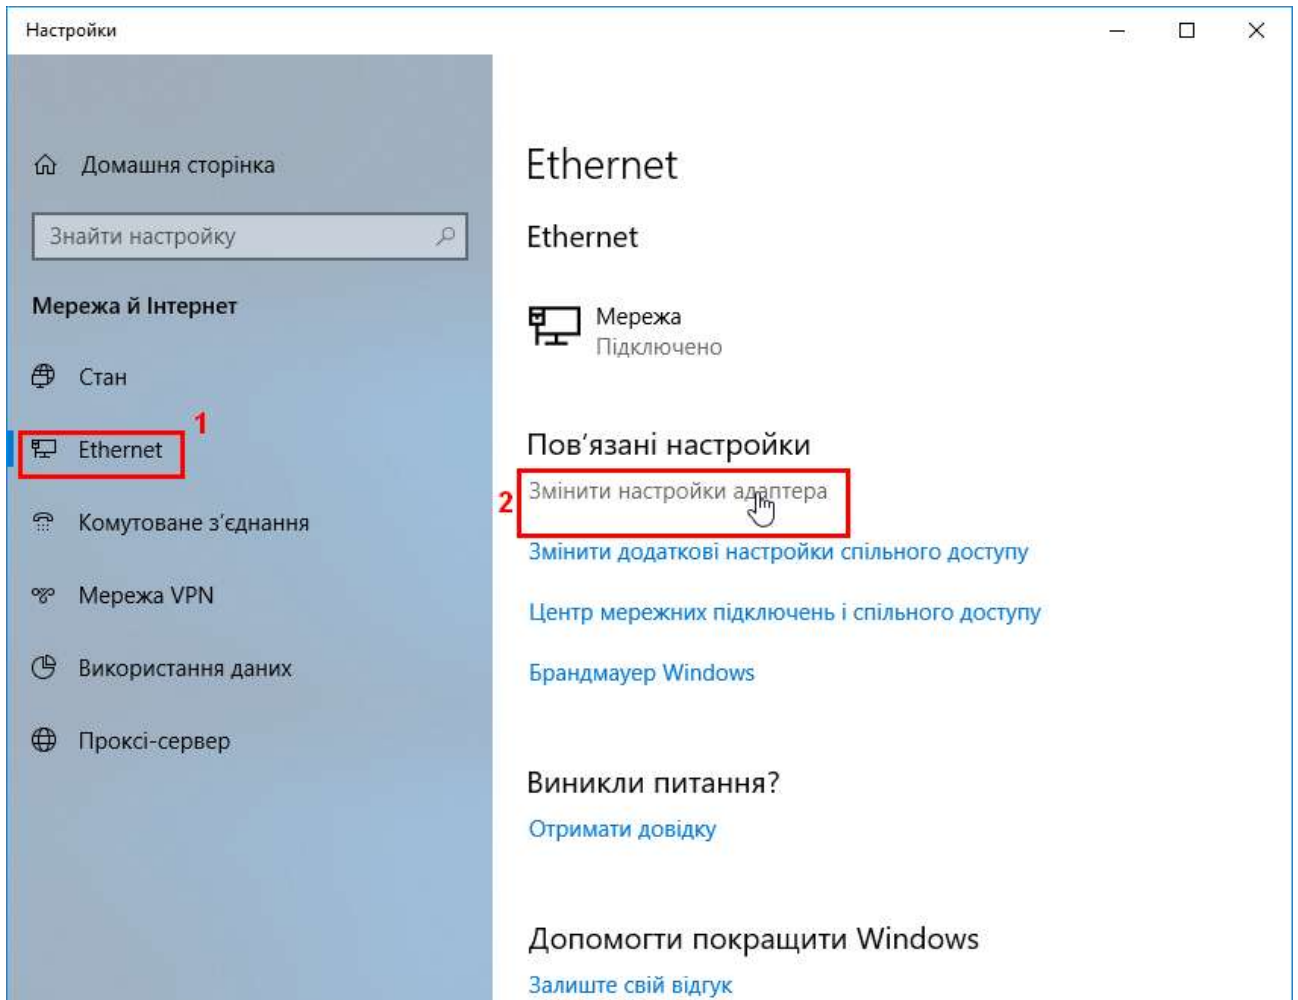 Настройки
Домашня сторінка
Знайти настройку
Мережа й Інтернет
Стан
1
Ethernet
Комутоване з'єднання
Мережа VPN
Використання даних
Проксі-сервер
Ethernet
Ethernet
Мережа
Підключено
Пов'язані настройки
2
Змінити настройки адаптера
Змінити додаткові настройки спільного доступу
Центр мережних підключень і спільного доступу
Брандмауер Windows
Виникли питання?
Отримати довідку
Допомогти покращити Windows
Залиште свій відгук